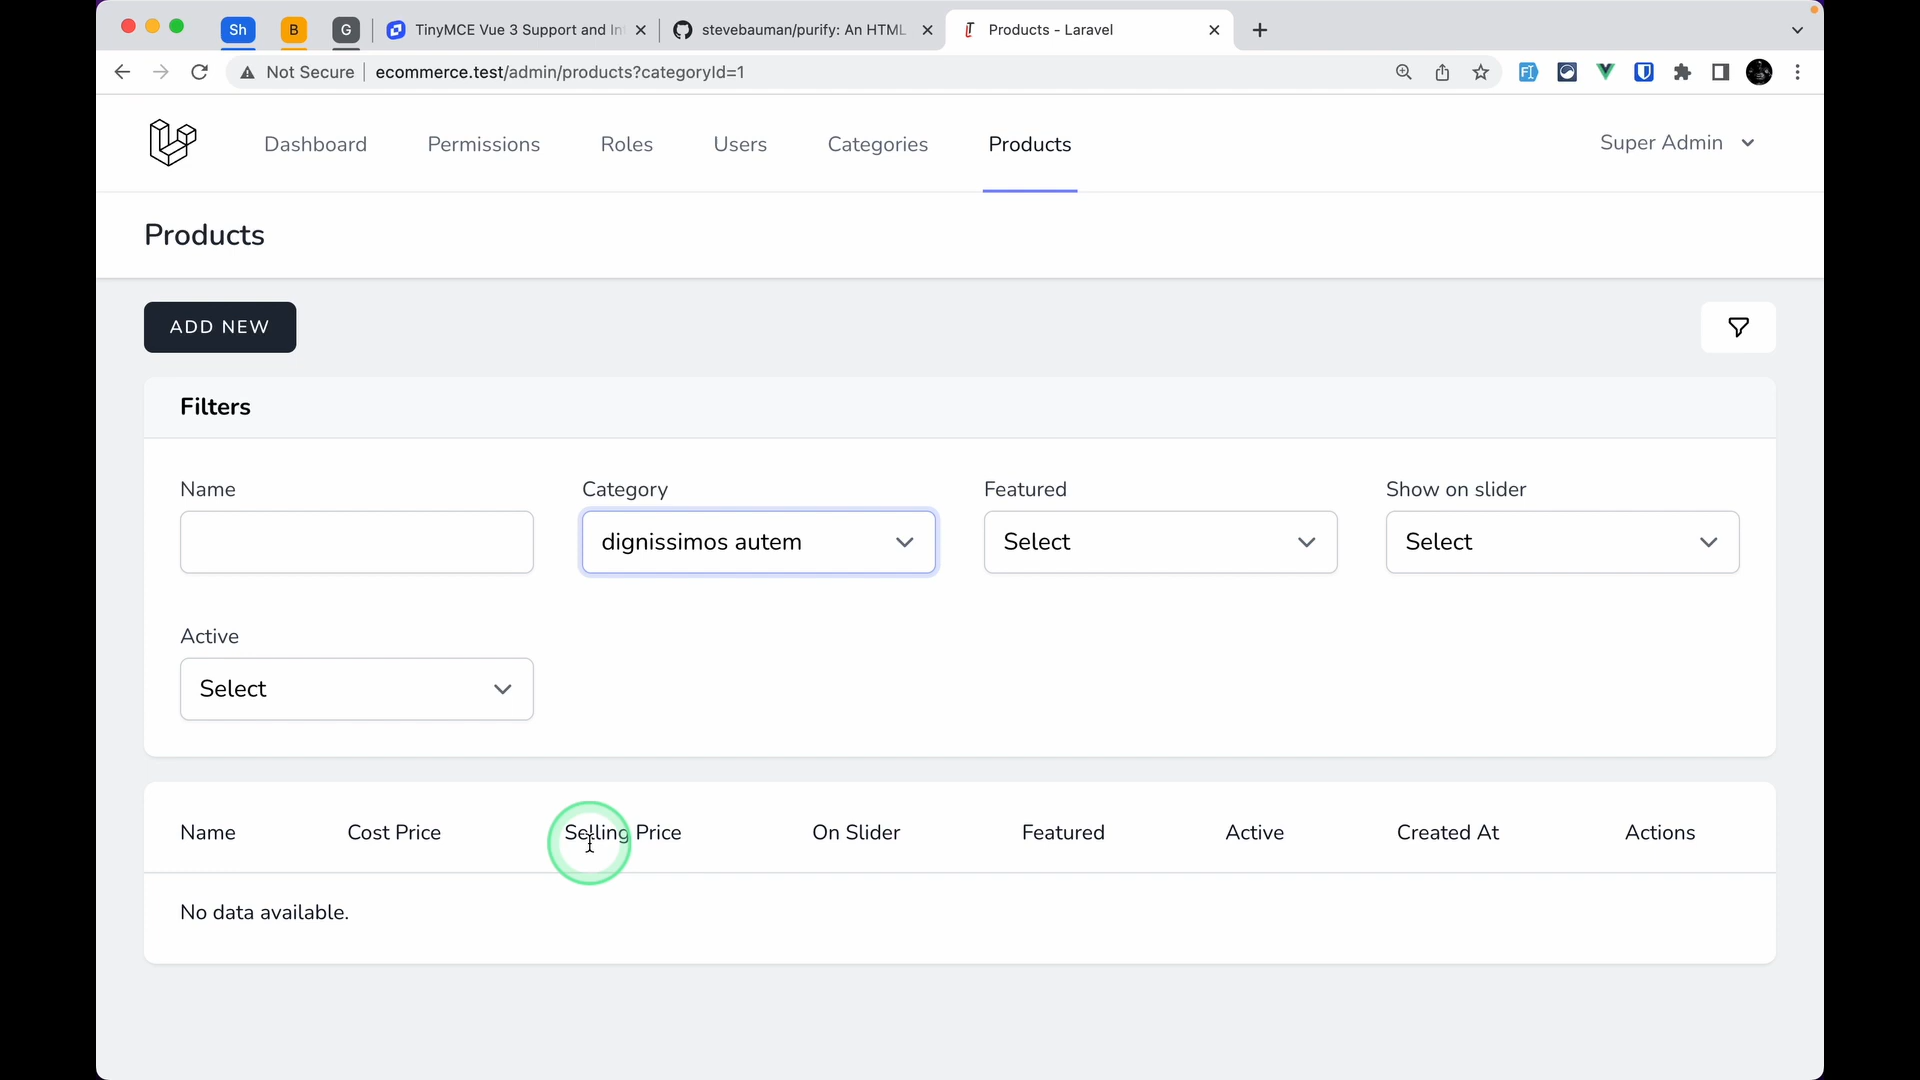 Sh
B
G
TinyMCE Vue 3 Support and In
stevebauman/purify: An HTML
Products - Laravel
Not Secure
ecommerce.test/admin/products?categoryId=1
Dashboard
Permissions
Roles
Users
Categories
Products
Super Admin
Products
ADD NEW
Filters
Name
Category
Featured
Show on slider
dignissimos autem
Select
Select
Active
Select
Name
Cost Price
Selling Price
On Slider
Featured
Active
Created At
Actions
No data available.